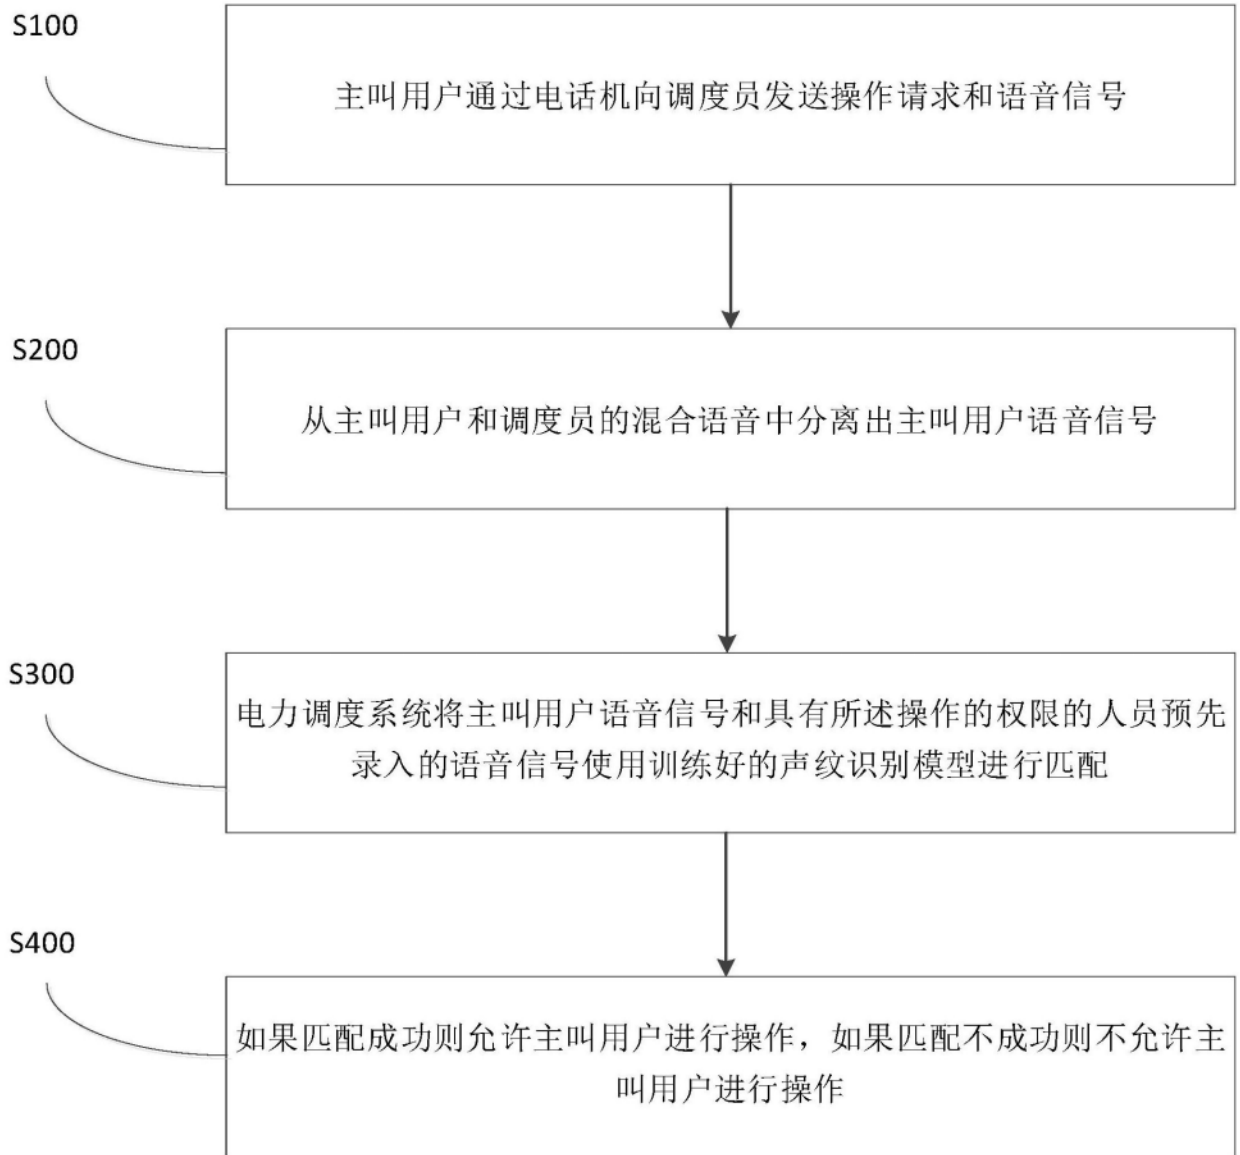 S100
主叫用户通过电话机向调度员发送操作请求和语音信号
S200
从主叫用户和调度员的混合语音中分离出主叫用户语音信号
S300
电力调度系统将主叫用户语音信号和具有所述操作的权限的人员预先
录入的语音信号使用训练好的声纹识别模型进行匹配
S400
如果匹配成功则允许主叫用户进行操作，如果匹配不成功则不允许主
叫用户进行操作